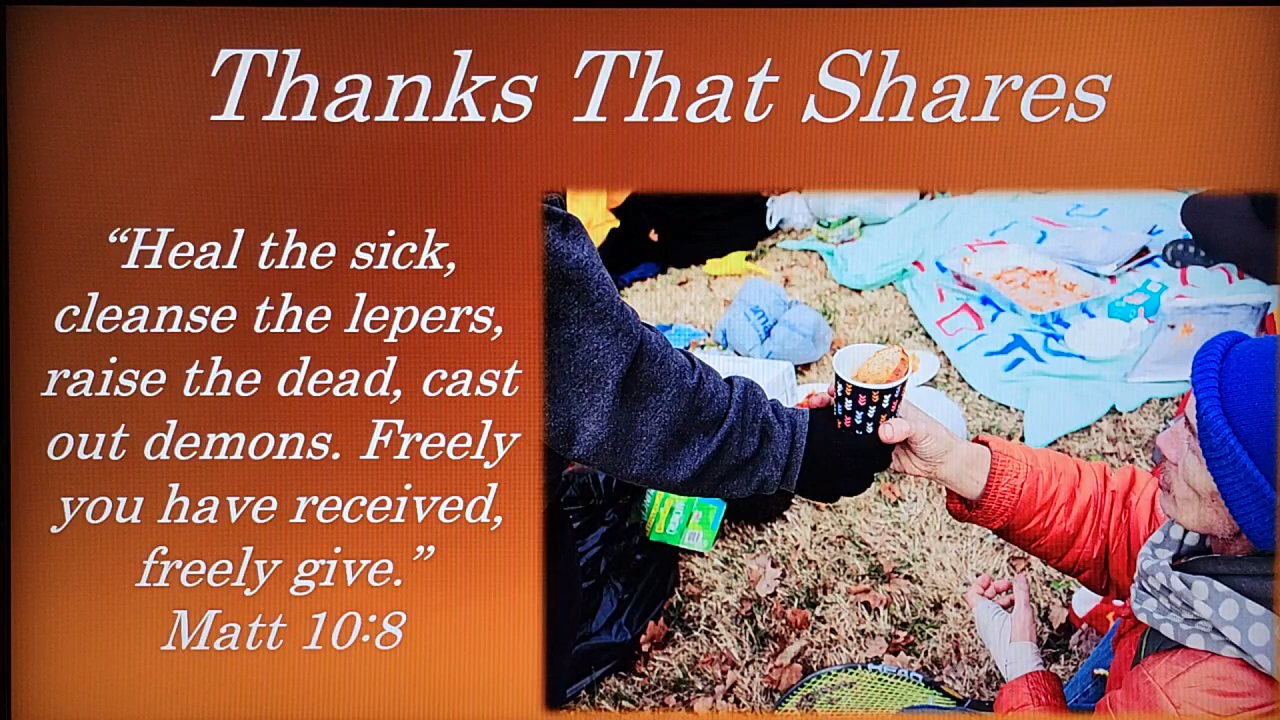 Thanks That Shares
“Heal the sick,
cleanse the lepers,
raise the dead, cast
out demons. Freely
you have received,
freely give.”
Matt 10:8